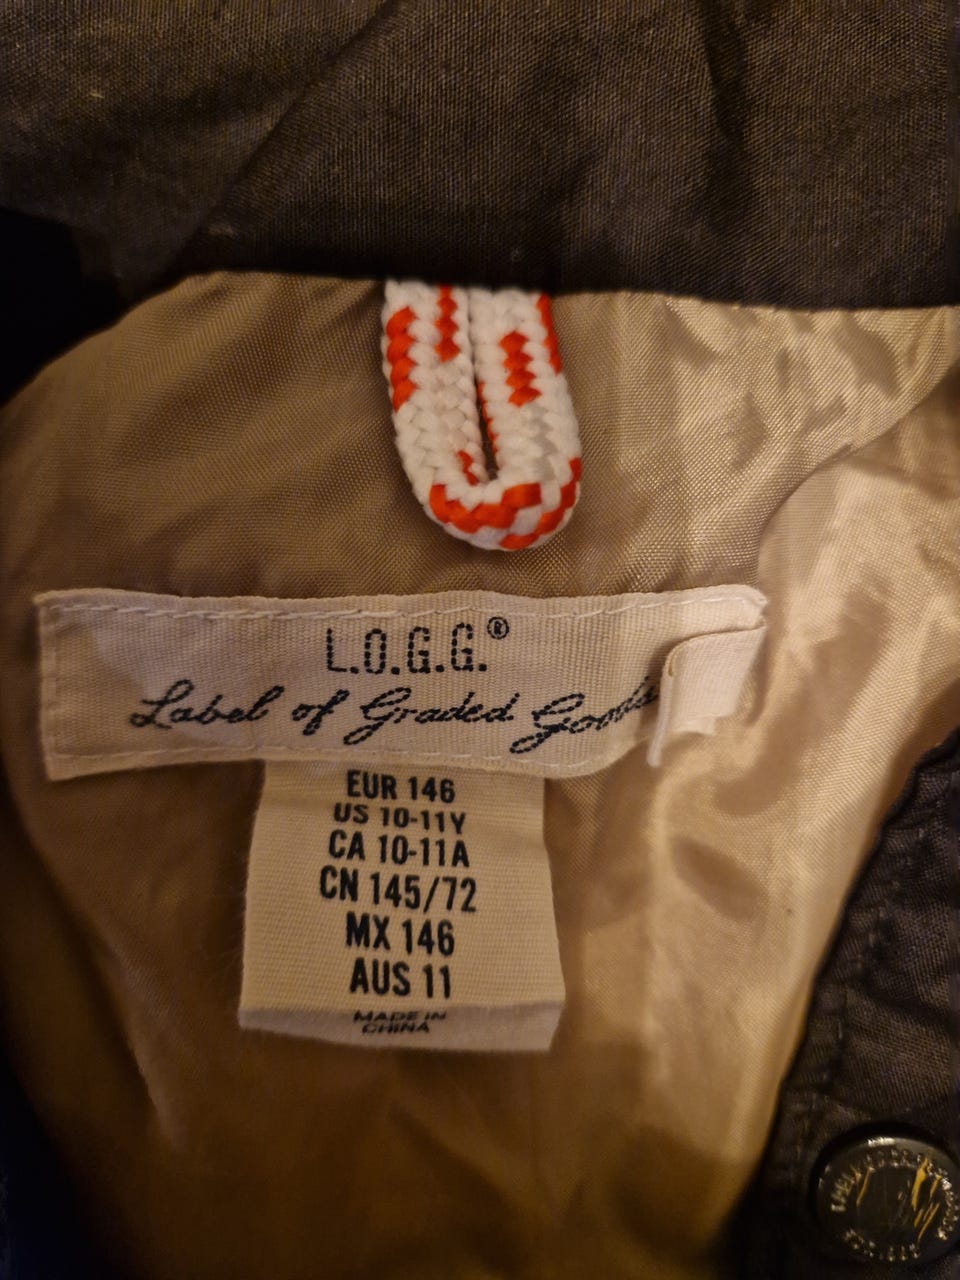 L.O.G.G.®
Label of Graded Goods
EUR 146
US 10-11Y
CA 10-11A
CN 145/72
MX 146
AUS 11
MADE IN
CHINA